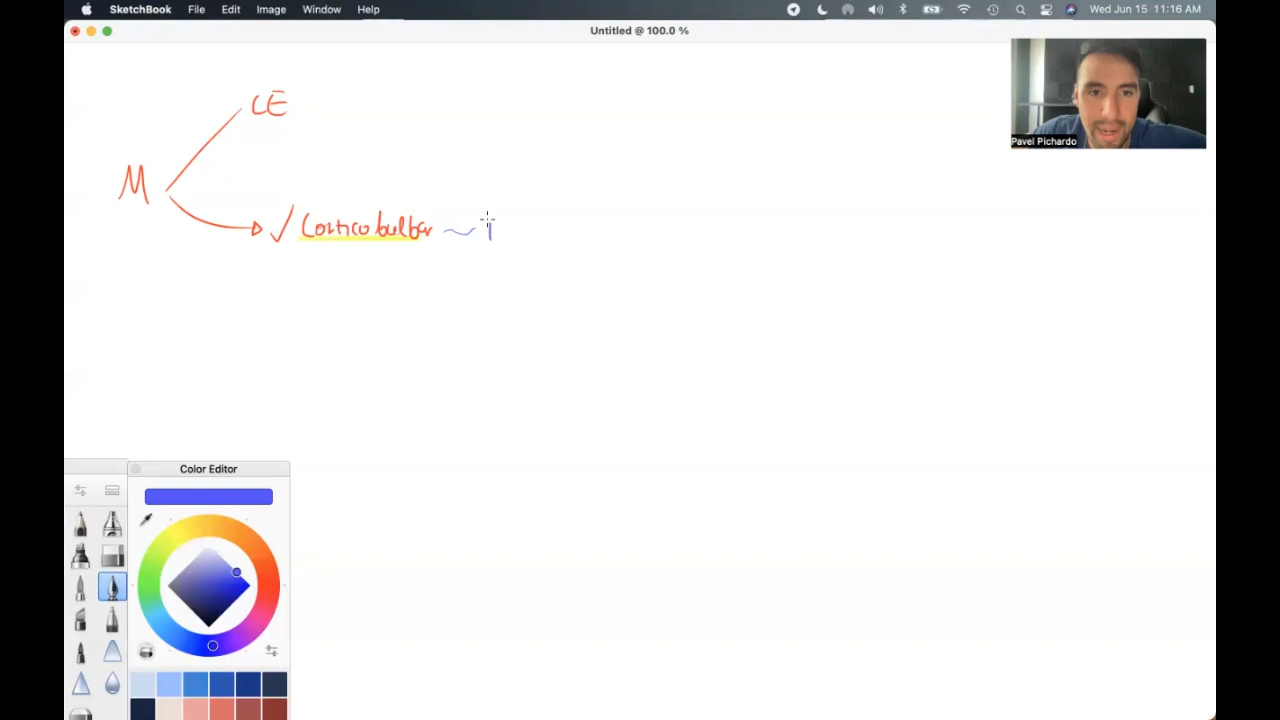 SketchBook File Edit Image Window Help Wed Jun 15 11:16 AM
Untitled @ 100.0 %
Pavel Pichardo
CE
M
Corticobulbar
Color Editor